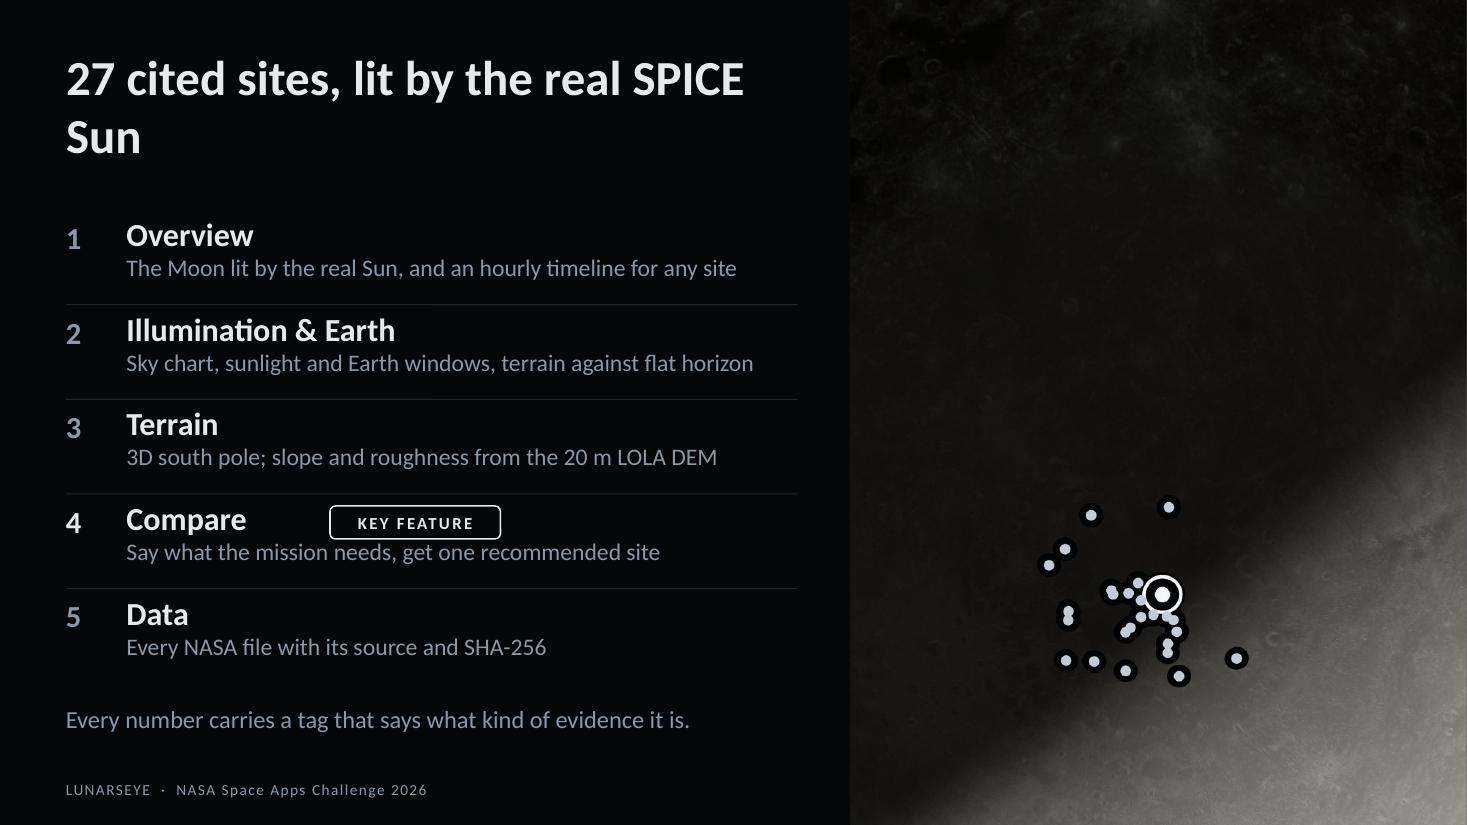 27 cited sites, lit by the real SPICE
Sun
1
Overview
The Moon lit by the real Sun, and an hourly timeline for any site
2
Illumination & Earth
Sky chart, sunlight and Earth windows, terrain against flat horizon
3
Terrain
3D south pole; slope and roughness from the 20 m LOLA DEM
4
Compare
KEY FEATURE
Say what the mission needs, get one recommended site
5
Data
Every NASA file with its source and SHA-256
Every number carries a tag that says what kind of evidence it is.
LUNARSEYE · NASA Space Apps Challenge 2026